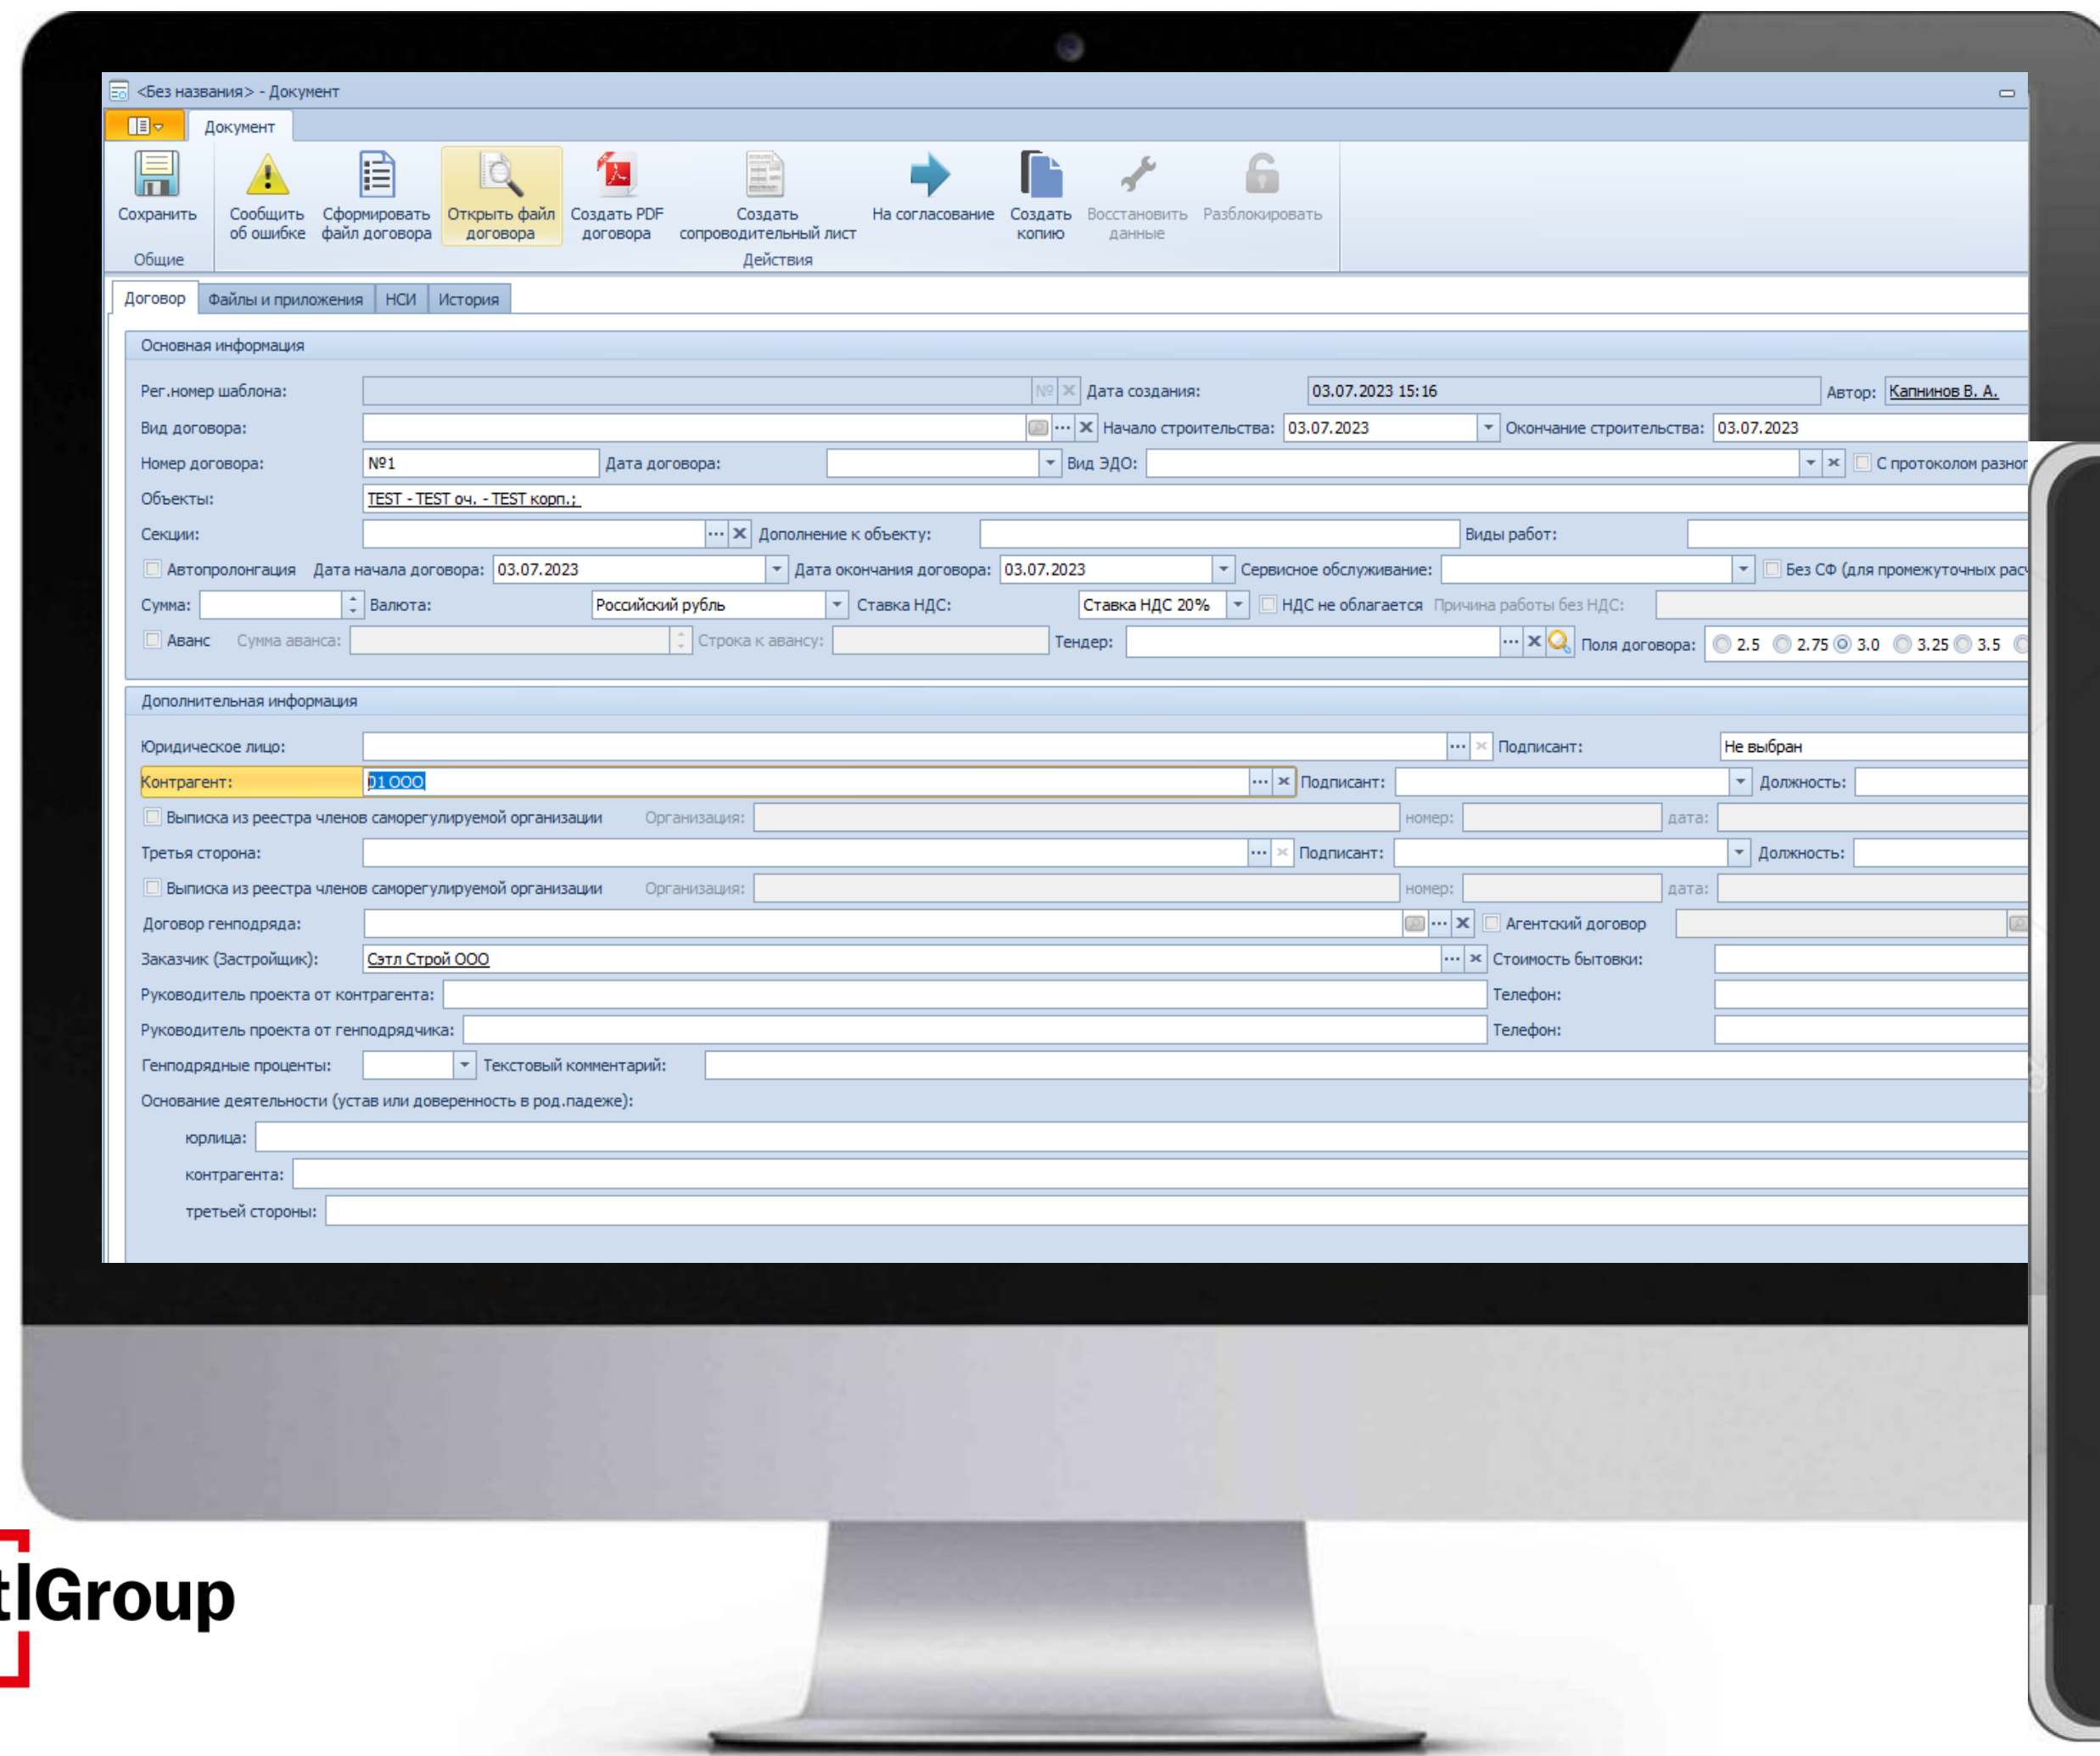 <Без названия> - Документ
Документ
Сохранить
Сообщить об ошибке
Сформировать файл договора
Открыть файл договора
Создать PDF договора
Создать сопроводительный лист
На согласование
Создать копию
Восстановить данные
Разблокировать
Общие
Действия
Договор Файлы и приложения НСИ История
Основная информация
Рег.номер шаблона: № Дата создания: 03.07.2023 15:16 Автор: Капнинов В. А.
Вид договора: Начало строительства: 03.07.2023 Окончание строительства: 03.07.2023
Номер договора: №1 Дата договора: Вид ЭДО: С протоколом разног
Объекты: TEST - TEST оч. - TEST корп.;
Секции: Дополнение к объекту: Виды работ:
Автопролонгация Дата начала договора: 03.07.2023 Дата окончания договора: 03.07.2023 Сервисное обслуживание: Без СФ (для промежуточных рас
Сумма: Валюта: Российский рубль Ставка НДС: Ставка НДС 20% НДС не облагается Причина работы без НДС:
Аванс Сумма аванса: Строка к авансу: Тендер: Поля договора: 2.5 2.75 3.0 3.25 3.5
Дополнительная информация
Юридическое лицо: Подписант: Не выбран
Контрагент: 01 ООО Подписант: Должность:
Выписка из реестра членов саморегулируемой организации Организация: номер: дата:
Третья сторона: Подписант: Должность:
Выписка из реестра членов саморегулируемой организации Организация: номер: дата:
Договор генподряда: Агентский договор
Заказчик (Застройщик): Сэтл Строй ООО Стоимость бытовки:
Руководитель проекта от контрагента: Телефон:
Руководитель проекта от генподрядчика: Телефон:
Генподрядные проценты: Текстовый комментарий:
Основание деятельности (устав или доверенность в род.падеже):
юрлица:
контрагента:
третьей стороны:
tlGroup